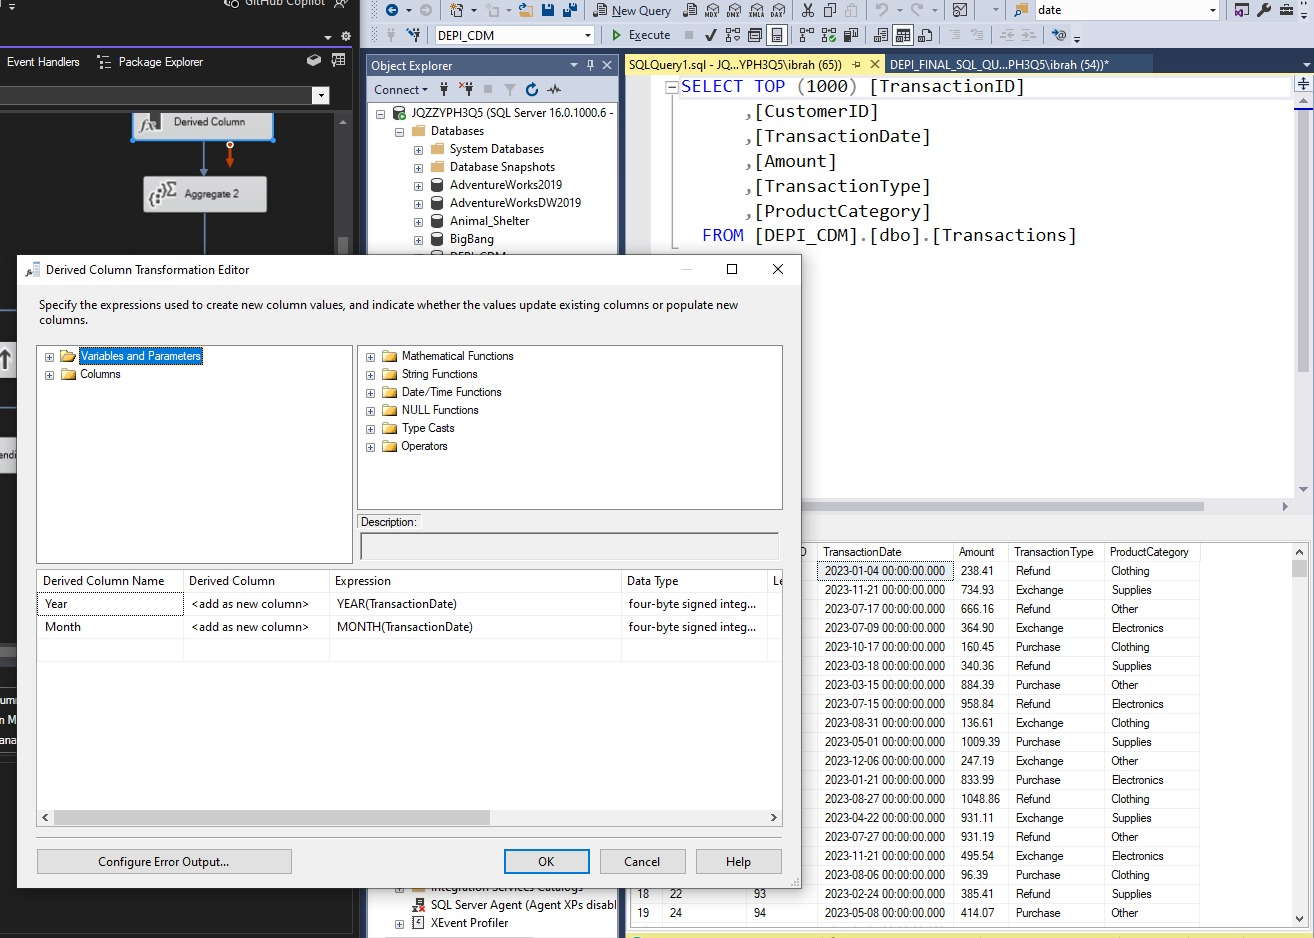 GitHub Copilot
New Query
MDX
DMX
XMLA
DAX
date
DEPI_CDM
Execute
Event Handlers
Package Explorer
Derived Column
Aggregate 2
Object Explorer
Connect
JQZZYPH3Q5 (SQL Server 16.0.1000.6 -
Databases
System Databases
Database Snapshots
AdventureWorks2019
AdventureWorksDW2019
Animal_Shelter
BigBang
DEPI_CDM
SQLQuery1.sql - JQ...YPH3Q5\ibrah (65))
DEPI_FINAL_SQL_QU...PH3Q5\ibrah (54))*
SELECT TOP (1000) [TransactionID]
,[CustomerID]
,[TransactionDate]
,[Amount]
,[TransactionType]
,[ProductCategory]
FROM [DEPI_CDM].[dbo].[Transactions]
Derived Column Transformation Editor
Specify the expressions used to create new column values, and indicate whether the values update existing columns or populate new
columns.
Variables and Parameters
Columns
Mathematical Functions
String Functions
Date/Time Functions
NULL Functions
Type Casts
Operators
Description:
Derived Column Name Derived Column Expression Data Type Le
Year <add as new column> YEAR(TransactionDate) four-byte signed integ...
Month <add as new column> MONTH(TransactionDate) four-byte signed integ...
Configure Error Output...
OK
Cancel
Help
D TransactionDate Amount TransactionType ProductCategory
2023-01-04 00:00:00.000 238.41 Refund Clothing
2023-11-21 00:00:00.000 734.93 Exchange Supplies
2023-07-17 00:00:00.000 666.16 Refund Other
2023-07-09 00:00:00.000 364.90 Exchange Electronics
2023-10-17 00:00:00.000 160.45 Purchase Clothing
2023-03-18 00:00:00.000 340.36 Refund Supplies
2023-03-15 00:00:00.000 884.39 Purchase Other
2023-07-15 00:00:00.000 958.84 Refund Electronics
2023-08-31 00:00:00.000 136.61 Exchange Clothing
2023-05-01 00:00:00.000 1009.39 Purchase Supplies
2023-12-06 00:00:00.000 247.19 Exchange Other
2023-01-21 00:00:00.000 833.99 Purchase Electronics
2023-08-27 00:00:00.000 1048.86 Refund Clothing
2023-04-22 00:00:00.000 931.11 Exchange Supplies
2023-07-27 00:00:00.000 931.19 Refund Other
2023-11-21 00:00:00.000 495.54 Exchange Electronics
2023-08-06 00:00:00.000 96.39 Purchase Clothing
18 22 93 2023-02-24 00:00:00.000 385.41 Refund Supplies
19 24 94 2023-05-08 00:00:00.000 414.07 Purchase Other
Integration Services Catalogs
SQL Server Agent (Agent XPs disabl
XEvent Profiler